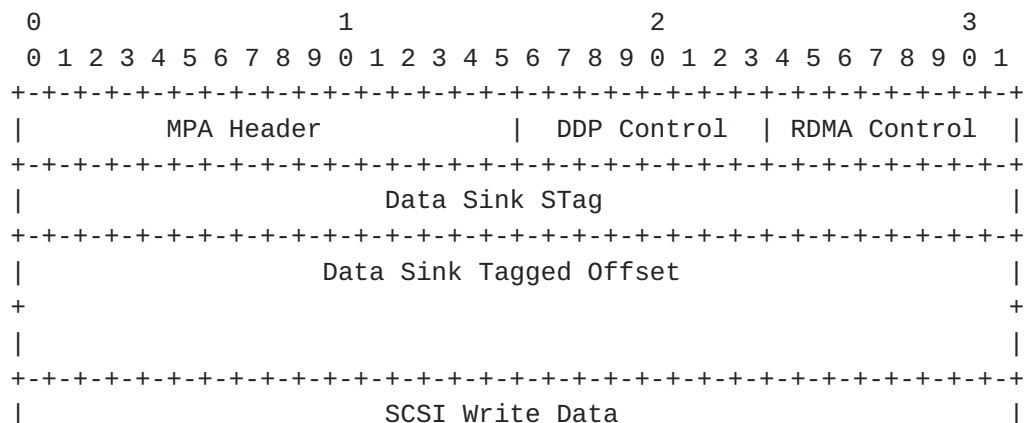 0                   1                   2                   3
 0 1 2 3 4 5 6 7 8 9 0 1 2 3 4 5 6 7 8 9 0 1 2 3 4 5 6 7 8 9 0 1
+-+-+-+-+-+-+-+-+-+-+-+-+-+-+-+-+-+-+-+-+-+-+-+-+-+-+-+-+-+-+-+-+
|         MPA Header            |  DDP Control  | RDMA Control  |
+-+-+-+-+-+-+-+-+-+-+-+-+-+-+-+-+-+-+-+-+-+-+-+-+-+-+-+-+-+-+-+-+
|                       Data Sink STag                          |
+-+-+-+-+-+-+-+-+-+-+-+-+-+-+-+-+-+-+-+-+-+-+-+-+-+-+-+-+-+-+-+-+
|                   Data Sink Tagged Offset                     |
+                                                               +
|                                                               |
+-+-+-+-+-+-+-+-+-+-+-+-+-+-+-+-+-+-+-+-+-+-+-+-+-+-+-+-+-+-+-+-+
|                       SCSI Write Data                         |